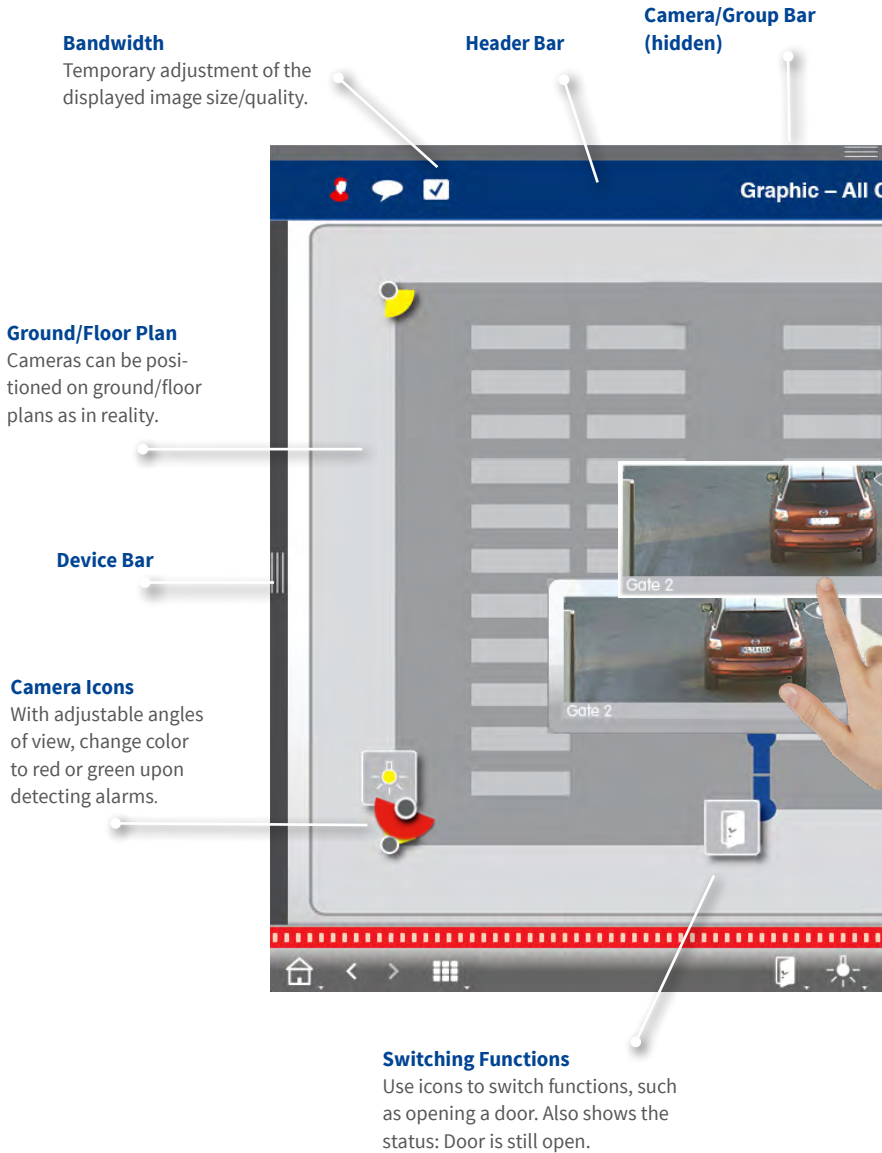 Camera/Group Bar
(hidden)
Bandwidth
Temporary adjustment of the
displayed image size/quality.
Header Bar
Graphic – All C
Ground/Floor Plan
Cameras can be posi-
tioned on ground/floor
plans as in reality.
Device Bar
Gate 2
Gate 2
Camera Icons
With adjustable angles
of view, change color
to red or green upon
detecting alarms.
Switching Functions
Use icons to switch functions, such
as opening a door. Also shows the
status: Door is still open.